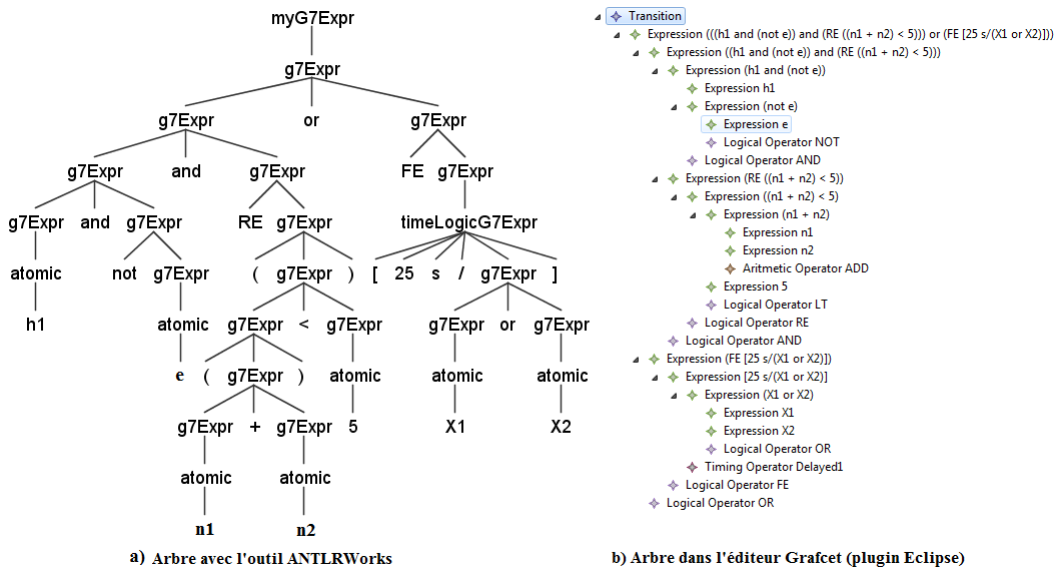 myG7Expr
g7Expr
g7Expr or g7Expr
g7Expr and g7Expr FE g7Expr
g7Expr and g7Expr RE g7Expr timeLogicG7Expr
atomic not g7Expr ( g7Expr ) [ 25 s / g7Expr ]
h1 atomic g7Expr < g7Expr g7Expr or g7Expr
e ( g7Expr ) atomic atomic atomic
g7Expr + g7Expr 5 X1 X2
atomic atomic
n1 n2
a) Arbre avec l'outil ANTLRWorks
Transition
Expression (((h1 and (not e)) and (RE ((n1 + n2) < 5))) or (FE [25 s/(X1 or X2)]))
Expression ((h1 and (not e)) and (RE ((n1 + n2) < 5)))
Expression (h1 and (not e))
Expression h1
Expression (not e)
Expression e
Logical Operator NOT
Logical Operator AND
Expression (RE ((n1 + n2) < 5))
Expression ((n1 + n2) < 5)
Expression (n1 + n2)
Expression n1
Expression n2
Aritmetic Operator ADD
Expression 5
Logical Operator LT
Logical Operator RE
Logical Operator AND
Expression (FE [25 s/(X1 or X2)])
Expression [25 s/(X1 or X2)]
Expression (X1 or X2)
Expression X1
Expression X2
Logical Operator OR
Timing Operator Delayed1
Logical Operator FE
Logical Operator OR
b) Arbre dans l'éditeur Grafcet (plugin Eclipse)